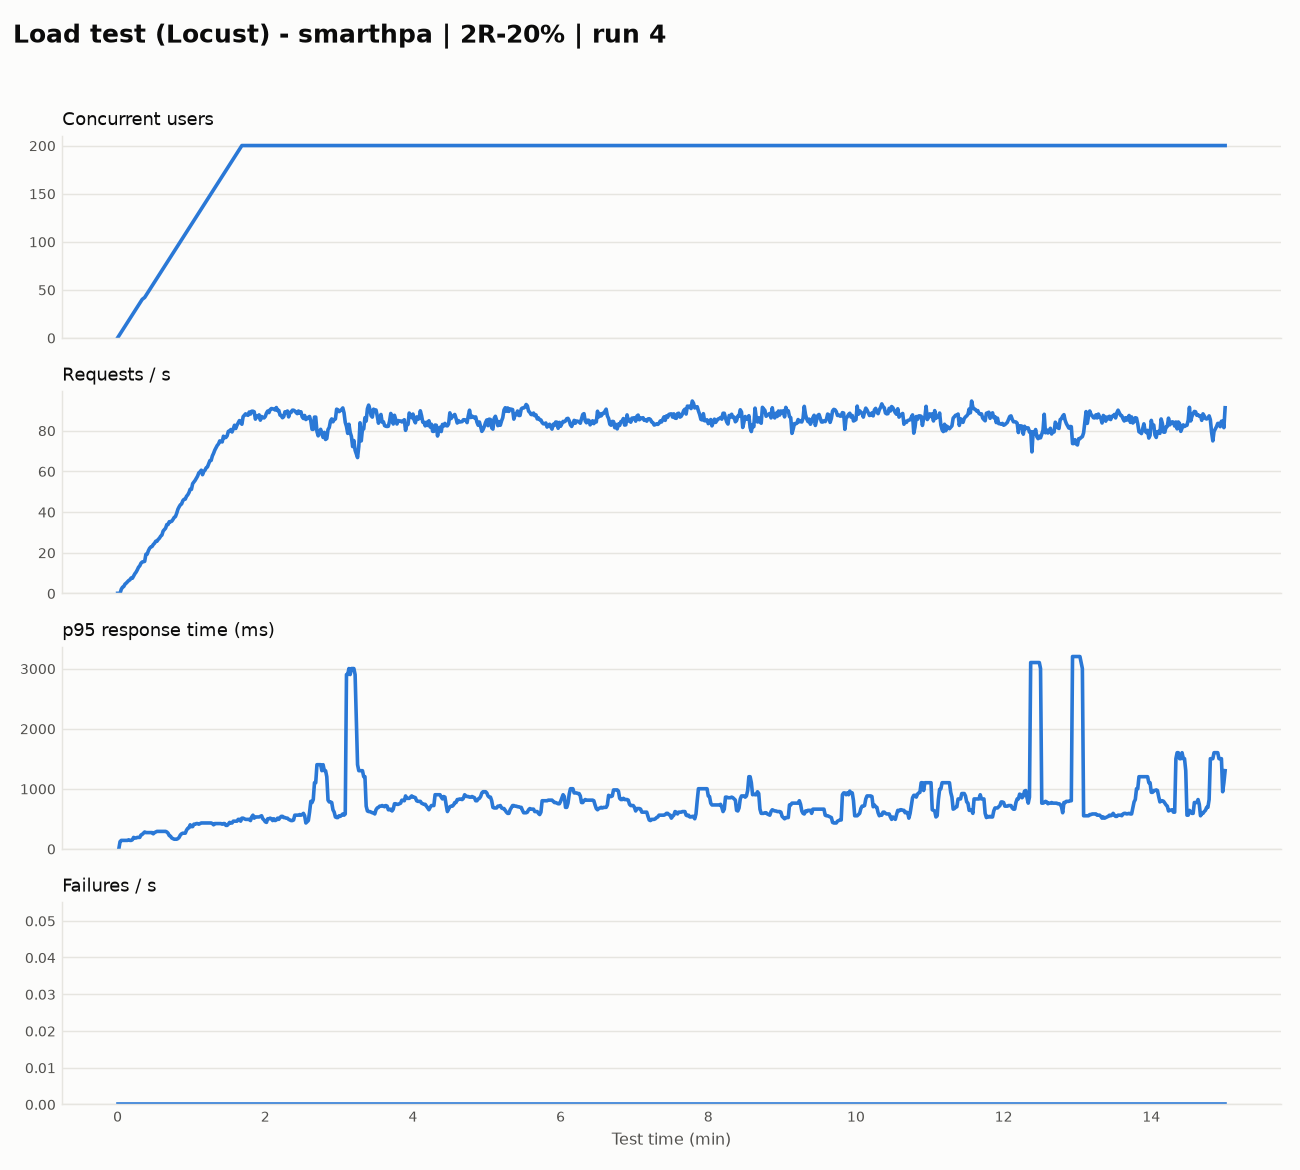 Load test (Locust) - smarthpa | 2R-20% | run 4
Concurrent users
200
150
100
50
0
Requests / s
80
60
40
20
0
p95 response time (ms)
3000
2000
1000
0
Failures / s
0.05
0.04
0.03
0.02
0.01
0.00
0 2 4 6 8 10 12 14
Test time (min)